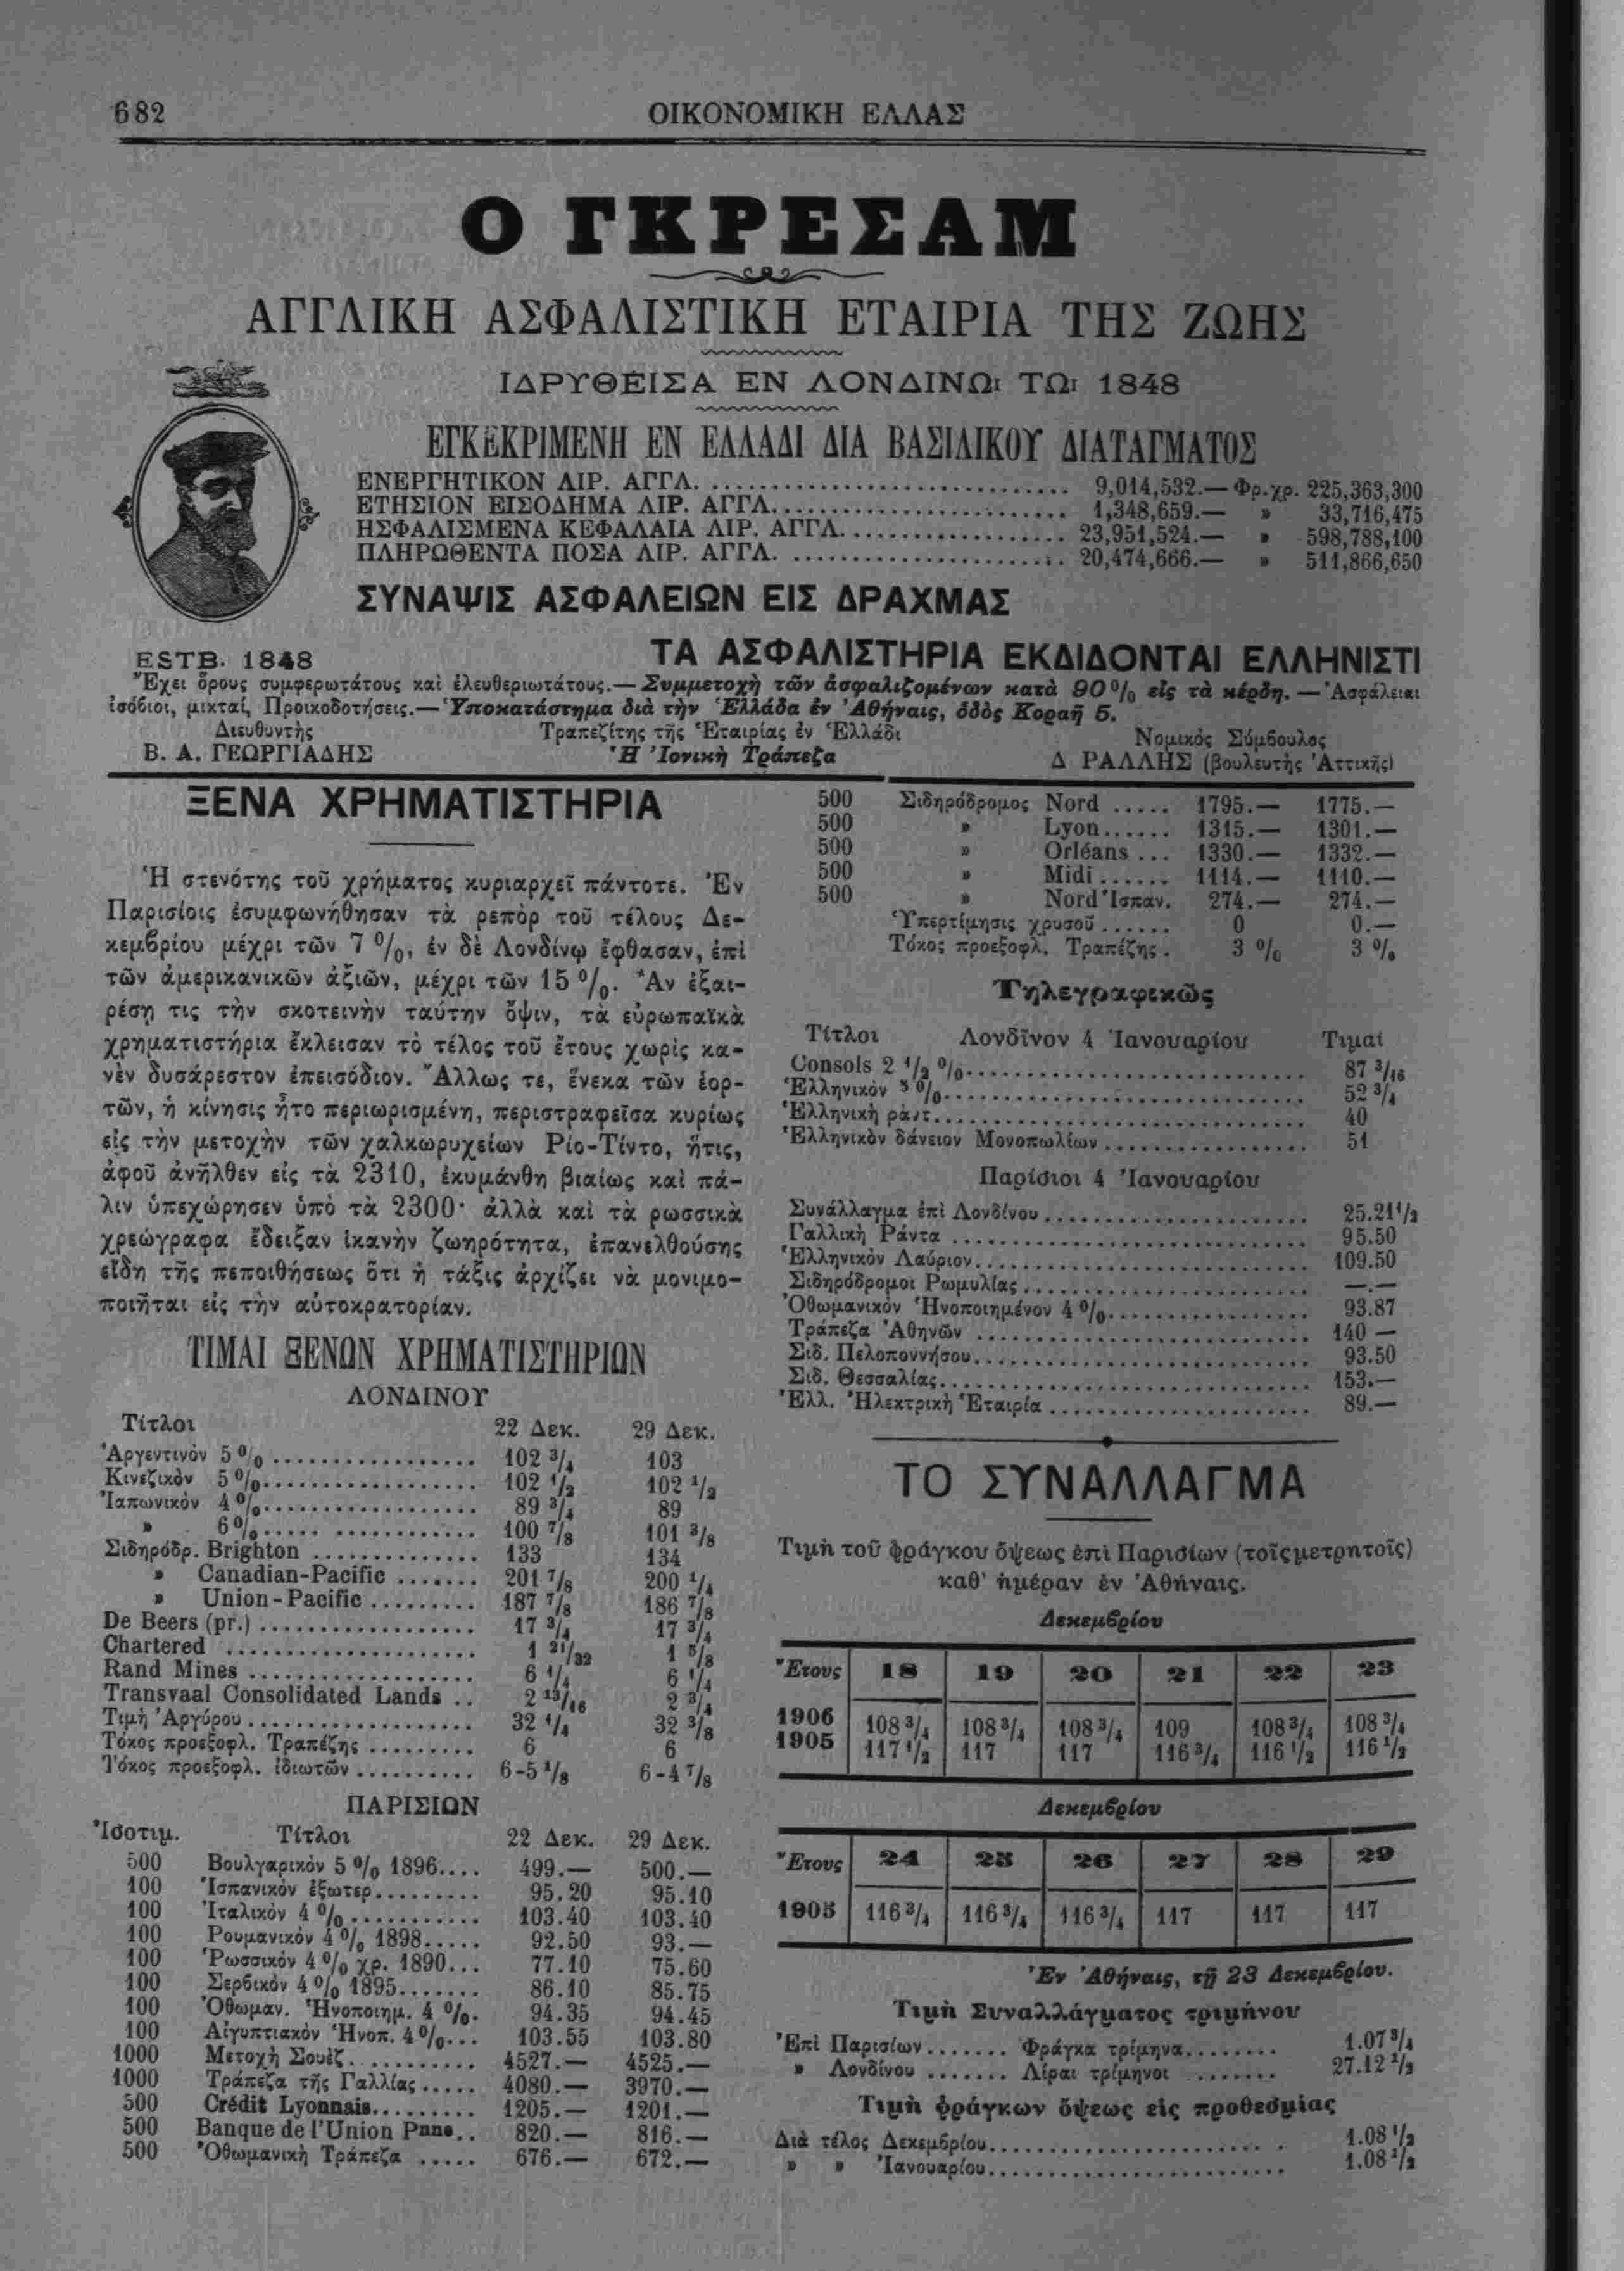 682
ΟΙΚΟΝΟΜΙΚΗ ΕΛΛΑΣ
Ο ΓΚΡΕΣΑΜ
ΑΓΓΛΙΚΗ ΑΣΦΑΛΙΣΤΙΚΗ ΕΤΑΙΡΙΑ ΤΗΣ ΖΩΗΣ
ΙΔΡΥΘΕΙΣΑ ΕΝ ΛΟΝΔΙΝΩι ΤΩι 1848
ΕΓΚΕΚΡΙΜΕΝΗ ΕΝ ΕΛΛΑΔΙ ΔΙΑ ΒΑΣΙΛΙΚΟΥ ΔΙΑΤΑΓΜΑΤΟΣ
ΕΝΕΡΓΗΤΙΚΟΝ ΛΙΡ. ΑΓΓΛ. ........ 9,014,532.— Φρ.χρ. 225,363,300
ΕΤΗΣΙΟΝ ΕΙΣΟΔΗΜΑ ΛΙΡ. ΑΓΓΛ. ........ 1,348,659.— » 33,716,475
ΗΣΦΑΛΙΣΜΕΝΑ ΚΕΦΑΛΑΙΑ ΛΙΡ. ΑΓΓΛ. ........ 23,951,524.— » 598,788,100
ΠΛΗΡΩΘΕΝΤΑ ΠΟΣΑ ΛΙΡ. ΑΓΓΛ. ........ 20,474,666.— » 511,866,650
ΣΥΝΑΨΙΣ ΑΣΦΑΛΕΙΩΝ ΕΙΣ ΔΡΑΧΜΑΣ
ΤΑ ΑΣΦΑΛΙΣΤΗΡΙΑ ΕΚΔΙΔΟΝΤΑΙ ΕΛΛΗΝΙΣΤΙ
ESTB. 1848
Ἔχει ὅρους συμφερωτάτους καὶ ἐλευθεριωτάτους.— Συμμετοχὴ τῶν ἀσφαλιζομένων κατὰ 90 % εἰς τὰ κέρδη. — Ἀσφάλειαι
ἰσόβιοι, μικταί, Προικοδοτήσεις.— Ὑποκατάστημα διὰ τὴν Ἑλλάδα ἐν Ἀθήναις, ὁδὸς Κοραῆ 5.
Διευθυντὴς
Β. Α. ΓΕΩΡΓΙΑΔΗΣ
Τραπεζίτης τῆς Ἑταιρίας ἐν Ἑλλάδι
Ἡ Ἰονικὴ Τράπεζα
Νομικὸς Σύμβουλος
Δ ΡΑΛΛΗΣ (βουλευτὴς Ἀττικῆς)
ΞΕΝΑ ΧΡΗΜΑΤΙΣΤΗΡΙΑ
Ἡ στενότης τοῦ χρήματος κυριαρχεῖ πάντοτε. Ἐν
Παρισίοις ἐσυμφωνήθησαν τὰ ρεπὸρ τοῦ τέλους Δε-
κεμβρίου μέχρι τῶν 7 %, ἐν δὲ Λονδίνῳ ἔφθασαν, ἐπὶ
τῶν ἀμερικανικῶν ἀξιῶν, μέχρι τῶν 15 %. Ἂν ἐξαι-
ρέσῃ τις τὴν σκοτεινὴν ταύτην ὄψιν, τὰ εὐρωπαϊκὰ
χρηματιστήρια ἔκλεισαν τὸ τέλος τοῦ ἔτους χωρὶς κα-
νὲν δυσάρεστον ἐπεισόδιον. Ἄλλως τε, ἕνεκα τῶν ἑορ-
τῶν, ἡ κίνησις ἦτο περιωρισμένη, περιστραφεῖσα κυρίως
εἰς τὴν μετοχὴν τῶν χαλκωρυχείων Ρίο-Τίντο, ἥτις,
ἀφοῦ ἀνῆλθεν εἰς τὰ 2310, ἐκυμάνθη βιαίως καὶ πά-
λιν ὑπεχώρησεν ὑπὸ τὰ 2300· ἀλλὰ καὶ τὰ ρωσσικὰ
χρεώγραφα ἔδειξαν ἱκανὴν ζωηρότητα, ἐπανελθούσης
εἴδη τῆς πεποιθήσεως ὅτι ἡ τάξις ἀρχίζει νὰ μονιμο-
ποιῆται εἰς τὴν αὐτοκρατορίαν.
ΤΙΜΑΙ ΞΕΝΩΝ ΧΡΗΜΑΤΙΣΤΗΡΙΩΝ
ΛΟΝΔΙΝΟΥ
Τίτλοι 22 Δεκ. 29 Δεκ.
Ἀργεντινὸν 5 % ........ 102 3/4 103
Κινεζικὸν 5 % ........ 102 1/2 102 1/2
Ἰαπωνικὸν 4 % ........ 89 3/4 89
» 6 % ........ 100 7/8 101 3/8
Σιδηρόδρ. Brighton ........ 133 134
» Canadian-Pacific ....... 201 7/8 200 1/4
» Union-Pacific ......... 187 7/8 186 7/8
De Beers (pr.) ........ 17 3/4 17 3/4
Chartered ........ 1 21/32 1 5/8
Rand Mines ........ 6 1/4 6 1/4
Transvaal Consolidated Lands .. 2 13/16 2 3/4
Τιμὴ Ἀργύρου ........ 32 1/4 32 3/8
Τόκος προεξοφλ. Τραπέζης ......... 6 6
Τόκος προεξοφλ. ἰδιωτῶν .......... 6-5 1/8 6-4 7/8
ΠΑΡΙΣΙΩΝ
Ἰσοτιμ. Τίτλοι 22 Δεκ. 29 Δεκ.
500 Βουλγαρικὸν 5 % 1896.... 499.— 500.—
100 Ἱσπανικὸν ἐξωτερ......... 95.20 95.10
100 Ἰταλικὸν 4 % ........... 103.40 103.40
100 Ρουμανικὸν 4 % 1898..... 92.50 93.—
100 Ῥωσσικὸν 4 % χρ. 1890... 77.10 75.60
100 Σερβικὸν 4 % 1895....... 86.10 85.75
100 Ὀθωμαν. Ἡνοποιημ. 4 %. 94.35 94.45
100 Αἰγυπτιακὸν Ἡνοπ. 4 %... 103.55 103.80
1000 Μετοχὴ Σουέζ........... 4527.— 4525.—
1000 Τράπεζα τῆς Γαλλίας ..... 4080.— 3970.—
500 Crédit Lyonnais......... 1205.— 1201.—
500 Banque de l'Union Pnne.. 820.— 816.—
500 Ὀθωμανικὴ Τράπεζα ..... 676.— 672.—
500 Σιδηρόδρομος Nord ..... 1795.— 1775.—
500 » Lyon...... 1315.— 1301.—
500 » Orléans ... 1330.— 1332.—
500 » Midi ...... 1114.— 1110.—
500 » Nord Ἱσπαν. 274.— 274.—
Ὑπερτίμησις χρυσοῦ ...... 0 0.—
Τόκος προεξοφλ. Τραπέζης . 3 % 3 %
Τηλεγραφικῶς
Τίτλοι Λονδῖνον 4 Ἰανουαρίου Τιμαί
Consols 2 1/2 % ........ 87 3/16
Ἑλληνικὸν 5 % ........ 52 3/4
Ἑλληνικὴ ράντ ........ 40
Ἑλληνικὸν δάνειον Μονοπωλίων ........ 51
Παρίσιοι 4 Ἰανουαρίου
Συνάλλαγμα ἐπὶ Λονδίνου ........ 25.21 1/2
Γαλλικὴ Ράντα ........ 95.50
Ἑλληνικὸν Λαύριον ........ 109.50
Σιδηρόδρομοι Ρωμυλίας ........ —.—
Ὀθωμανικὸν Ἡνοποιημένον 4 % ........ 93.87
Τράπεζα Ἀθηνῶν ........ 140 —
Σιδ. Πελοποννήσου ........ 93.50
Σιδ. Θεσσαλίας ........ 153.—
Ἑλλ. Ἠλεκτρικὴ Ἑταιρία ........ 89.—
ΤΟ ΣΥΝΑΛΛΑΓΜΑ
Τιμὴ τοῦ φράγκου ὄψεως ἐπὶ Παρισίων (τοῖς μετρητοῖς)
καθ' ἡμέραν ἐν Ἀθήναις.
Δεκεμβρίου
Ἔτους 18 19 20 21 22 23
1906 108 3/4 108 3/4 108 3/4 109 108 3/4 108 3/4
1905 117 1/2 117 117 116 3/4 116 1/2 116 1/2
Δεκεμβρίου
Ἔτους 24 25 26 27 28 29
1905 116 3/4 116 3/4 116 3/4 117 117 117
Ἐν Ἀθήναις, τῇ 23 Δεκεμβρίου.
Τιμὴ Συναλλάγματος τριμήνου
Ἐπὶ Παρισίων ....... Φράγκα τρίμηνα........ 1.07 3/4
» Λονδίνου ....... Λίραι τρίμηνοι ....... 27.12 1/2
Τιμὴ φράγκων ὄψεως εἰς προθεσμίας
Διὰ τέλος Δεκεμβρίου ........ 1.08 1/2
» » Ἰανουαρίου ........ 1.08 1/2